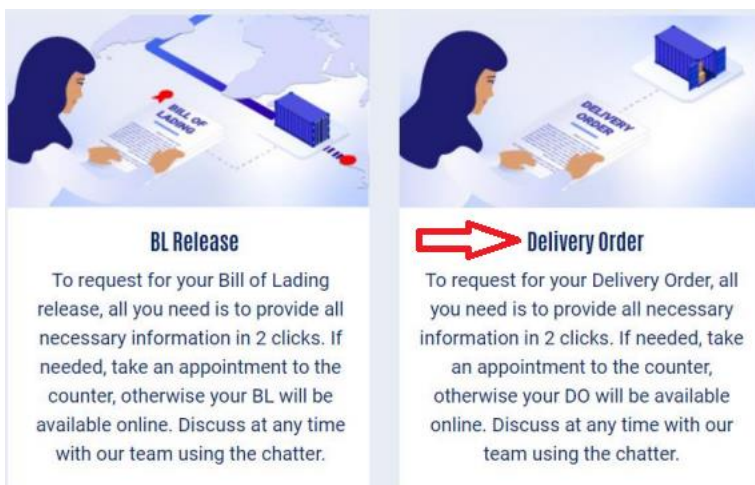 BILL OF
LADING
BL Release
To request for your Bill of Lading
release, all you need is to provide all
necessary information in 2 clicks. If
needed, take an appointment to the
counter, otherwise your BL will be
available online. Discuss at any time
with our team using the chatter.
DELIVERY
ORDER
Delivery Order
To request for your Delivery Order, all
you need is to provide all necessary
information in 2 clicks. If needed, take
an appointment to the counter,
otherwise your DO will be available
online. Discuss at any time with our
team using the chatter.